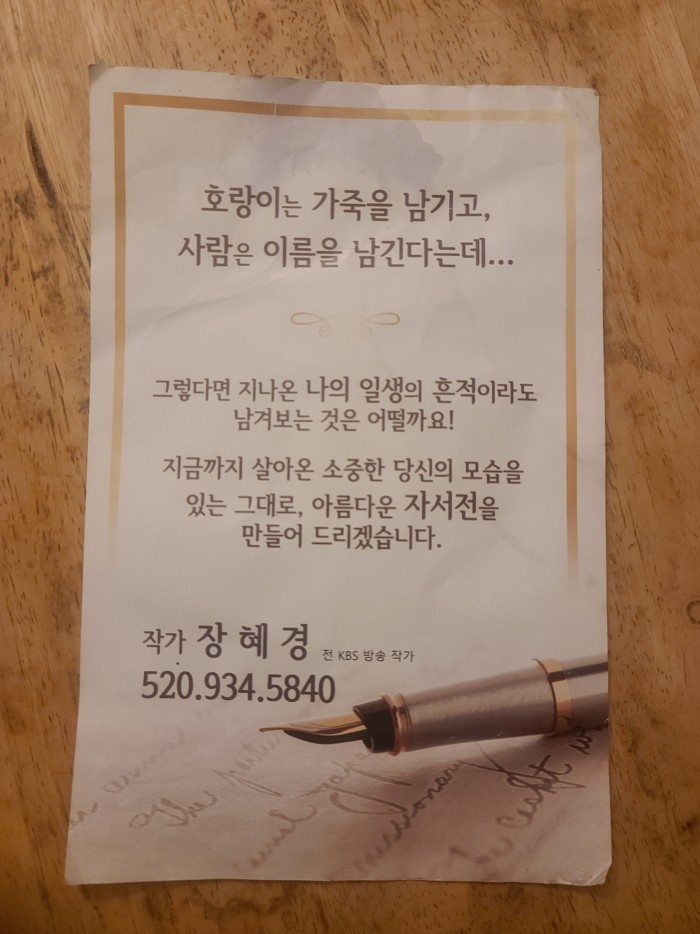 호랑이는 가죽을 남기고,
사람은 이름을 남긴다는데...
그렇다면 지나온 나의 일생의 흔적이라도
남겨보는 것은 어떨까요!
지금까지 살아온 소중한 당신의 모습을
있는 그대로, 아름다운 자서전을
만들어 드리겠습니다.
작가 장 혜 경 전 KBS 방송 작가
520.934.5840
the